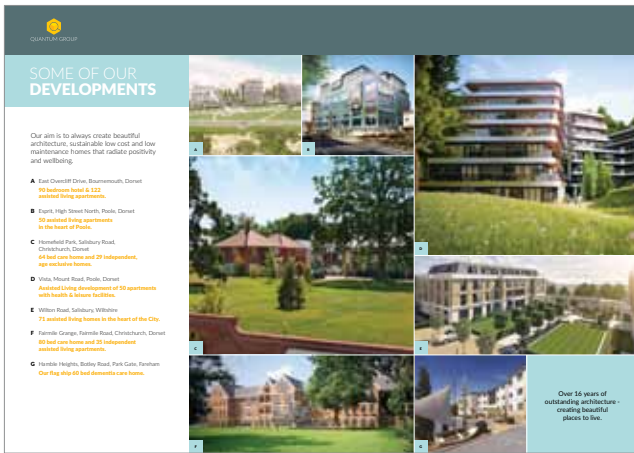 QUANTUM GROUP
SOME OF OUR
DEVELOPMENTS
Our aim is to always create beautiful
architecture, sustainable low cost and low
maintenance homes that radiate positivity
and wellbeing.
A East Overcliff Drive, Bournemouth, Dorset
90 bedroom hotel & 122
assisted living apartments.
B Esprit, High Street North, Poole, Dorset
50 assisted living apartments
in the heart of Poole.
C Homefield Park, Salisbury Road,
Christchurch, Dorset
64 bed care home and 29 independent,
age exclusive homes.
D Vista, Mount Road, Poole, Dorset
Assisted Living development of 50 apartments
with health & leisure facilities.
E Wilton Road, Salisbury, Wiltshire
71 assisted living homes in the heart of the City.
F Fairmile Grange, Fairmile Road, Christchurch, Dorset
80 bed care home and 35 independent
assisted living apartments.
G Hamble Heights, Botley Road, Park Gate, Fareham
Our flag ship 60 bed dementia care home.
A
B
C
D
E
F
G
Over 16 years of
outstanding architecture -
creating beautiful
places to live.